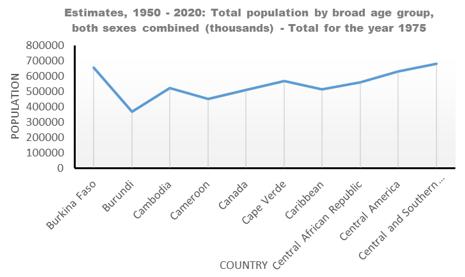 Estimates, 1950 - 2020: Total population by broad age group,
both sexes combined (thousands) - Total for the year 1975
800000
700000
600000
500000
400000
300000
200000
100000
0
POPULATION
Burkina Faso
Burundi
Cambodia
Cameroon
Canada
Cape Verde
Caribbean
Central African Republic
Central America
Central and Southern...
COUNTRY